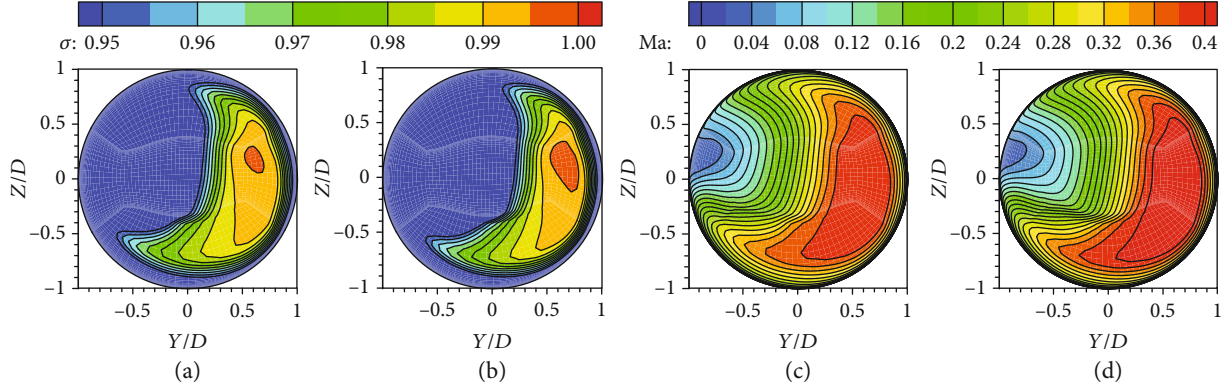 σ: 0.95 0.96 0.97 0.98 0.99 1.00
Ma: 0 0.04 0.08 0.12 0.16 0.2 0.24 0.28 0.32 0.36 0.4
1 1 1 1
0.5 0.5 0.5 0.5
Z/D 0 Z/D 0 Z/D 0 Z/D 0
−0.5 −0.5 −0.5 −0.5
−1 −1 −1 −1
−0.5 0 0.5 1 −0.5 0 0.5 1 −0.5 0 0.5 1 −0.5 0 0.5 1
Y/D Y/D Y/D Y/D
(a) (b) (c) (d)